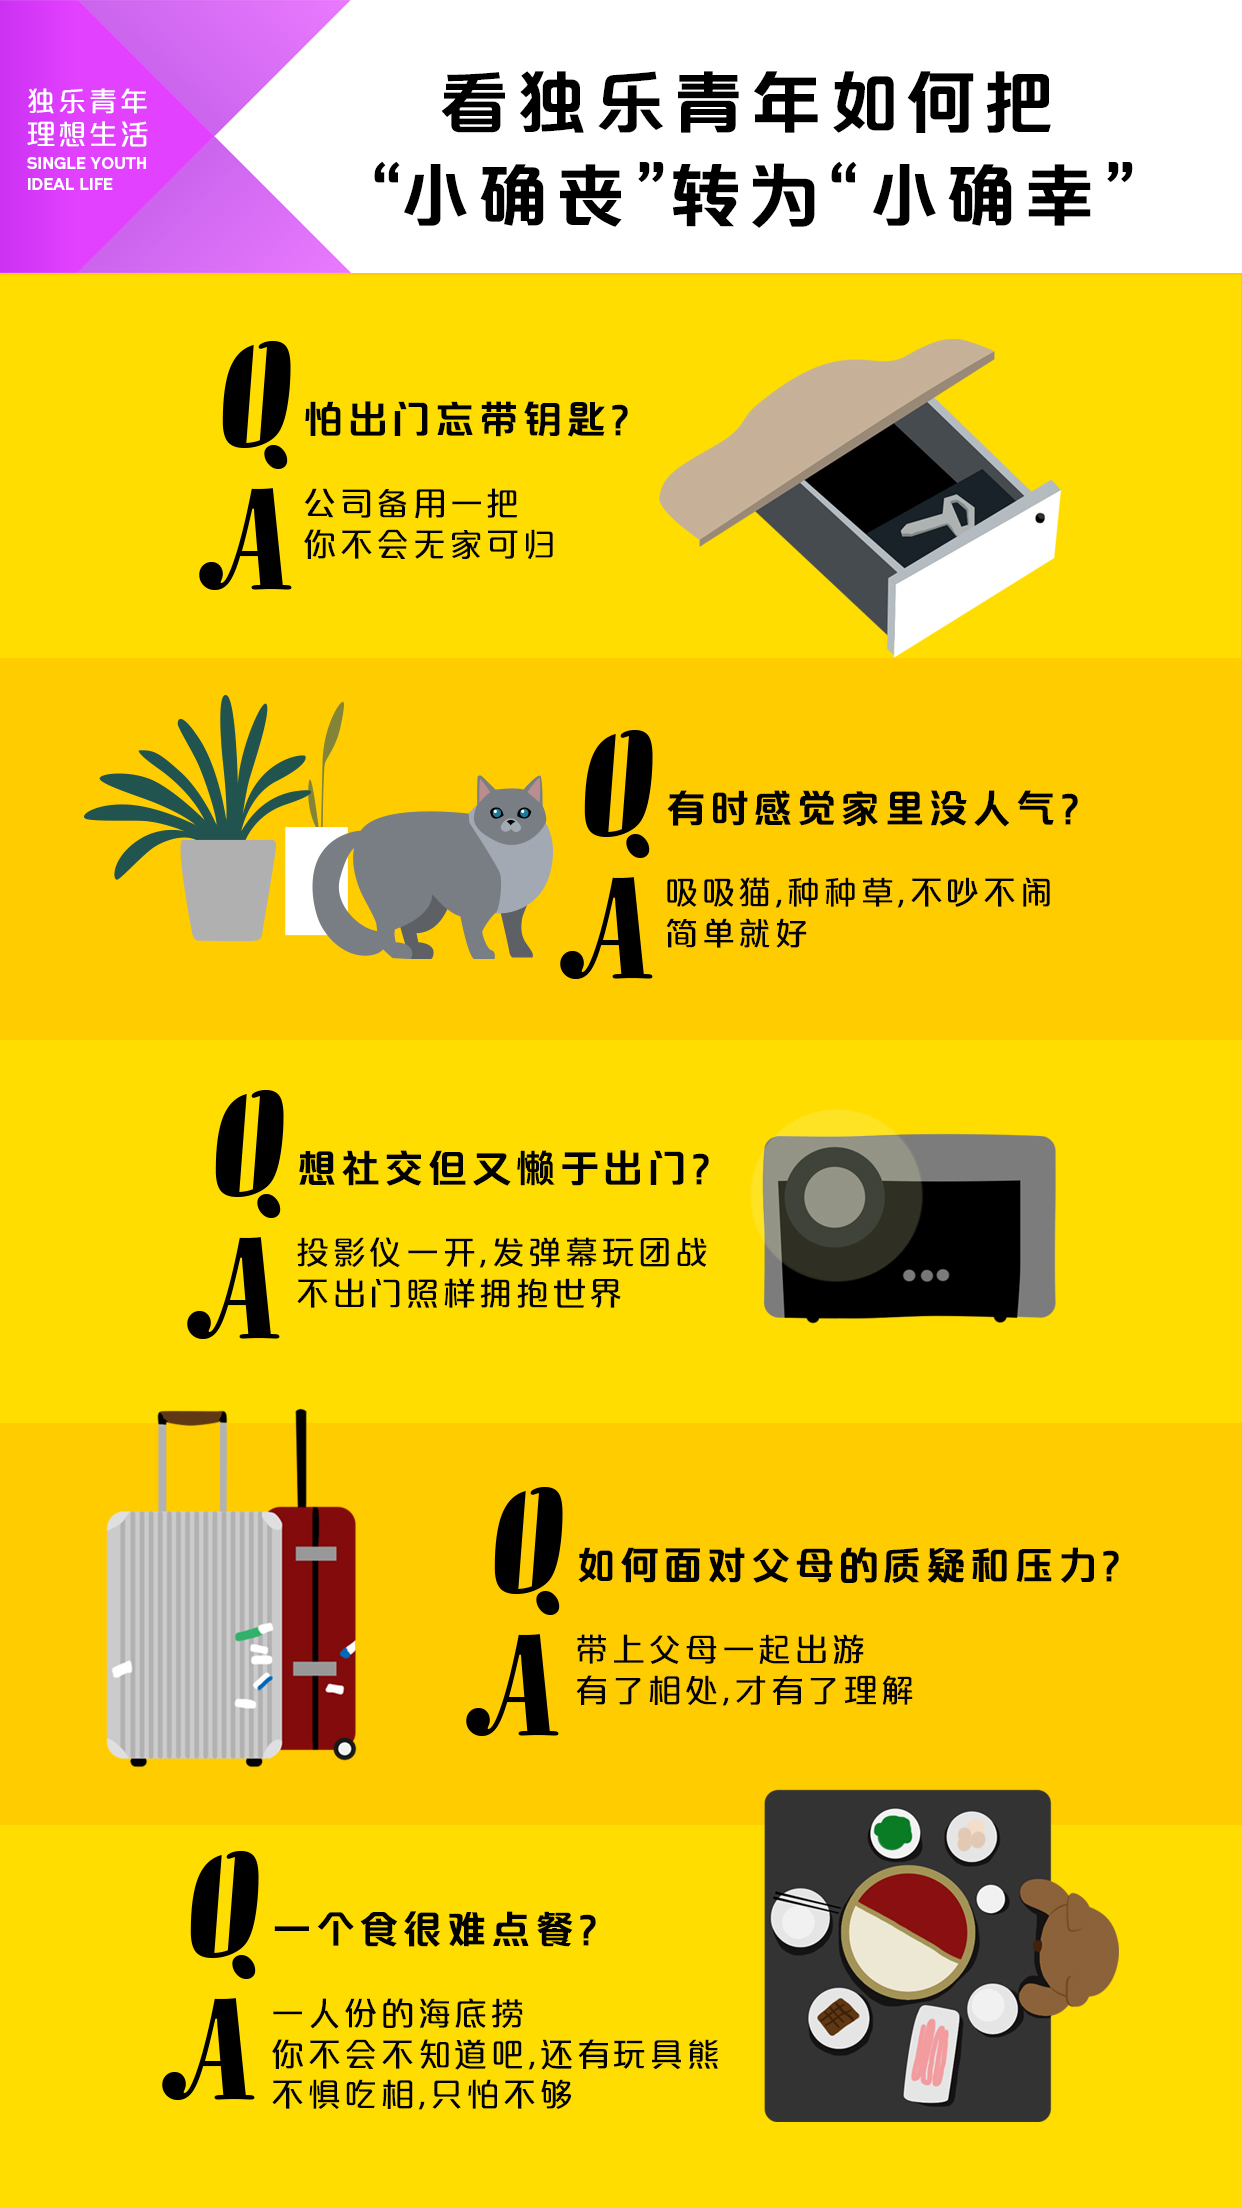 独乐青年
理想生活
SINGLE YOUTH
IDEAL LIFE
看独乐青年如何把
“小确丧”转为“小确幸”
Q 怕出门忘带钥匙?
A 公司备用一把
你不会无家可归
Q 有时感觉家里没人气?
A 吸吸猫,种种草,不吵不闹
简单就好
Q 想社交但又懒于出门?
A 投影仪一开,发弹幕玩团战
不出门照样拥抱世界
Q 如何面对父母的质疑和压力?
A 带上父母一起出游
有了相处,才有了理解
Q 一个食很难点餐?
A 一人份的海底捞
你不会不知道吧,还有玩具熊
不惧吃相,只怕不够